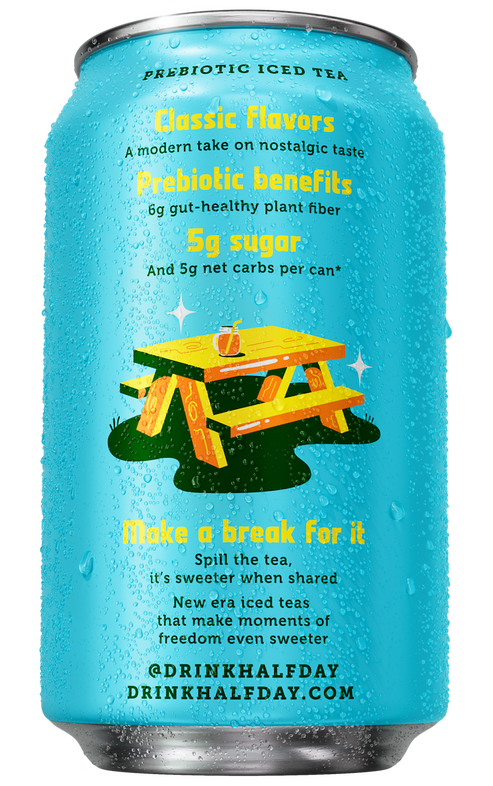 PREBIOTIC ICED TEA
Classic flavors
A modern take on nostalgic taste
Prebiotic benefits
6g gut-healthy plant fiber
5g sugar
And 5g net carbs per can*
Make a break for it
Spill the tea,
it's sweeter when shared
New era iced teas
that make moments of
freedom even sweeter
@DRINKHALFDAY
DRINKHALFDAY.COM